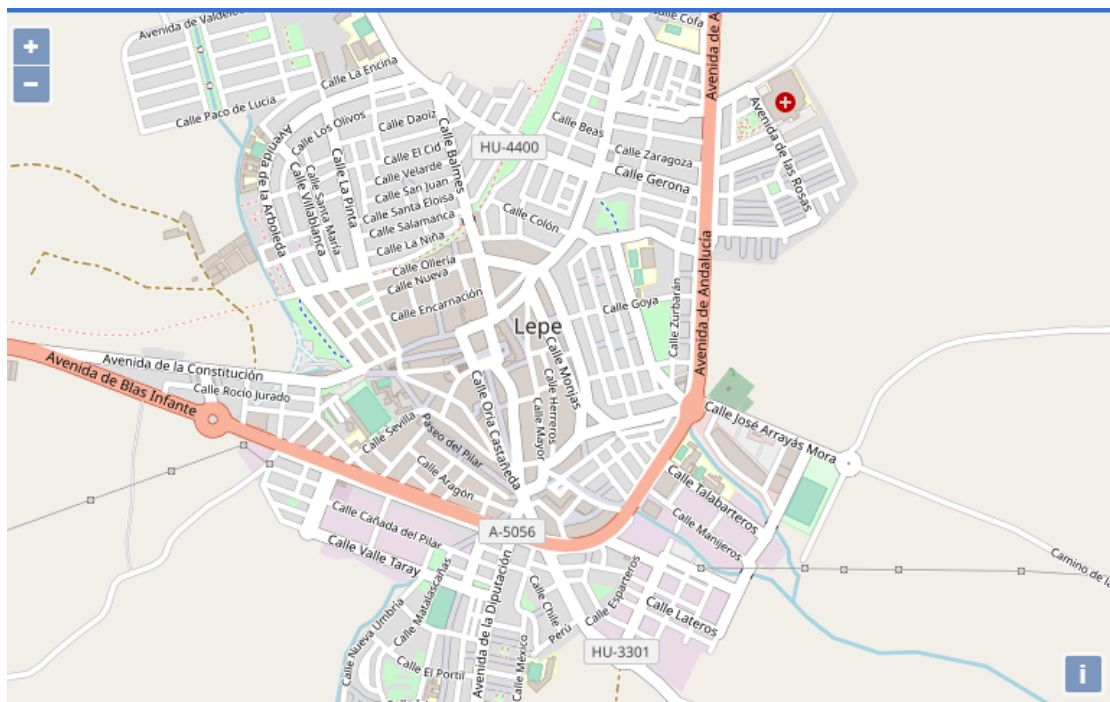 Avenida de Valdelo
Calle Cofa
+
−
Avenida de A
Calle La Encina
Calle Paco de Lucía
Calle Los Olivos
Calle Daoiz
Calle Beas
Avenida de las Rosas
Avenida de la Arboleda
Calle La Pinta
Calle El Cid
Calle Balmes
HU-4400
Calle Zaragoza
Calle Villablanca
Calle Santa María
Calle Velarde
Calle Gerona
Calle San Juan
Calle Santa Eloísa
Calle Salamanca
Calle Colón
Calle La Niña
Avenida de Andalucía
Calle Ollería
Calle Nueva
Calle Encarnación
Calle Goya
Calle Zurbarán
Lepe
Avenida de la Constitución
Avenida de Blas Infante
Calle Rocío Jurado
Calle Oria Castañeda
Calle Monjas
Calle Herreros
Calle Mayor
Calle José Arrayás Mora
Calle Sevilla
Paseo del Pilar
Calle Aragón
Calle Talabarteros
Calle Cañada del Pilar
A-5056
Calle Manijeros
Calle Valle Taray
Camino de la
Calle Matalascañas
Avenida de la Diputación
Calle Chile
Calle Esparteros
Calle Lateros
Calle Nueva Umbría
Perú
HU-3301
Calle El Portil
Calle México
i